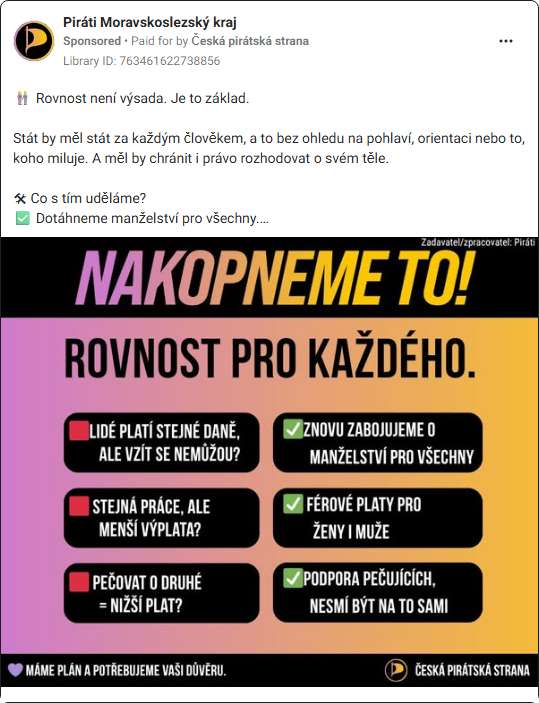 Piráti Moravskoslezský kraj
Sponsored • Paid for by Česká pirátská strana
Library ID: 763461622738856
Rovnost není výsada. Je to základ.
Stát by měl stát za každým člověkem, a to bez ohledu na pohlaví, orientaci nebo to,
koho miluje. A měl by chránit i právo rozhodovat o svém těle.
🛠 Co s tím uděláme?
✅ Dotáhneme manželství pro všechny....
Zadavatel/zpracovatel: Piráti
NAKOPNEME TO!
ROVNOST PRO KAŽDÉHO.
LIDÉ PLATÍ STEJNÉ DANĚ,
ALE VZÍT SE NEMŮŽOU?
✅ZNOVU ZABOJUJEME O
MANŽELSTVÍ PRO VŠECHNY
STEJNÁ PRÁCE, ALE
MENŠÍ VÝPLATA?
✅ FÉROVÉ PLATY PRO
ŽENY I MUŽE
PEČOVAT O DRUHÉ
= NIŽŠÍ PLAT?
✅PODPORA PEČUJÍCÍCH,
NESMÍ BÝT NA TO SAMI
💜 MÁME PLÁN A POTŘEBUJEME VAŠI DŮVĚRU.
ČESKÁ PIRÁTSKÁ STRANA